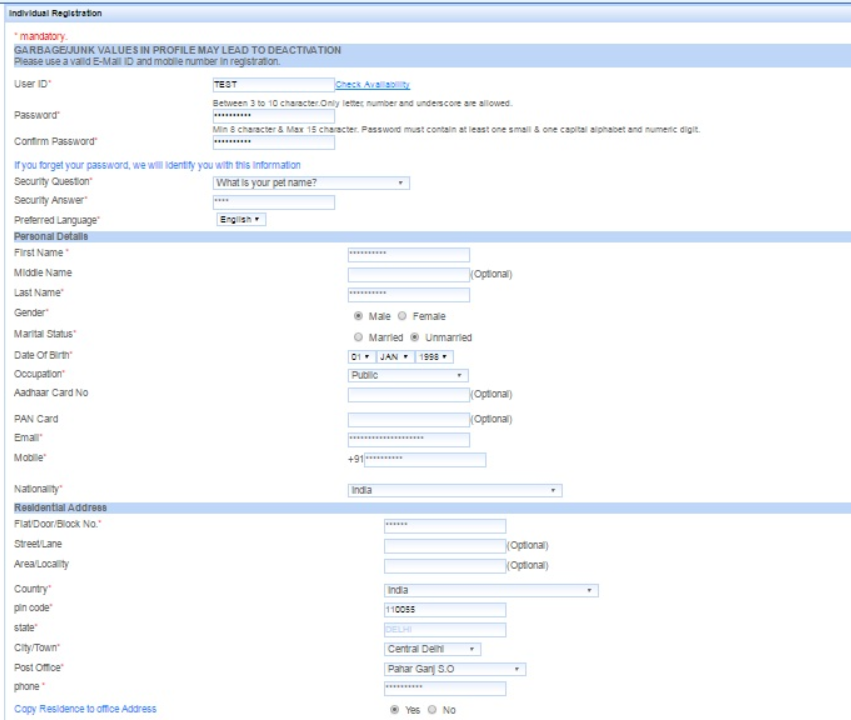 Individual Registration
* mandatory.
GARBAGE/JUNK VALUES IN PROFILE MAY LEAD TO DEACTIVATION
Please use a valid E-Mail ID and mobile number in registration.
User ID* TEST Check Availability
Between 3 to 10 character.Only letter, number and underscore are allowed.
Password* **********
Min 8 character & Max 15 character. Password must contain at least one small & one capital alphabet and numeric digit.
Confirm Password* **********
If you forget your password, we will identify you with this information
Security Question* What is your pet name?
Security Answer* ****
Preferred Language* English
Personal Details
First Name * **********
Middle Name (Optional)
Last Name* **********
Gender* Male Female
Marital Status* Married Unmarried
Date Of Birth* 01 JAN 1998
Occupation* Public
Aadhaar Card No (Optional)
PAN Card (Optional)
Email* ********************
Mobile* +91 **********
Nationality* India
Residential Address
Flat/Door/Block No.* ******
Street/Lane (Optional)
Area/Locality (Optional)
Country* India
pin code* 110055
state* DELHI
City/Town* Central Delhi
Post Office* Pahar Ganj S.O
phone * **********
Copy Residence to office Address Yes No